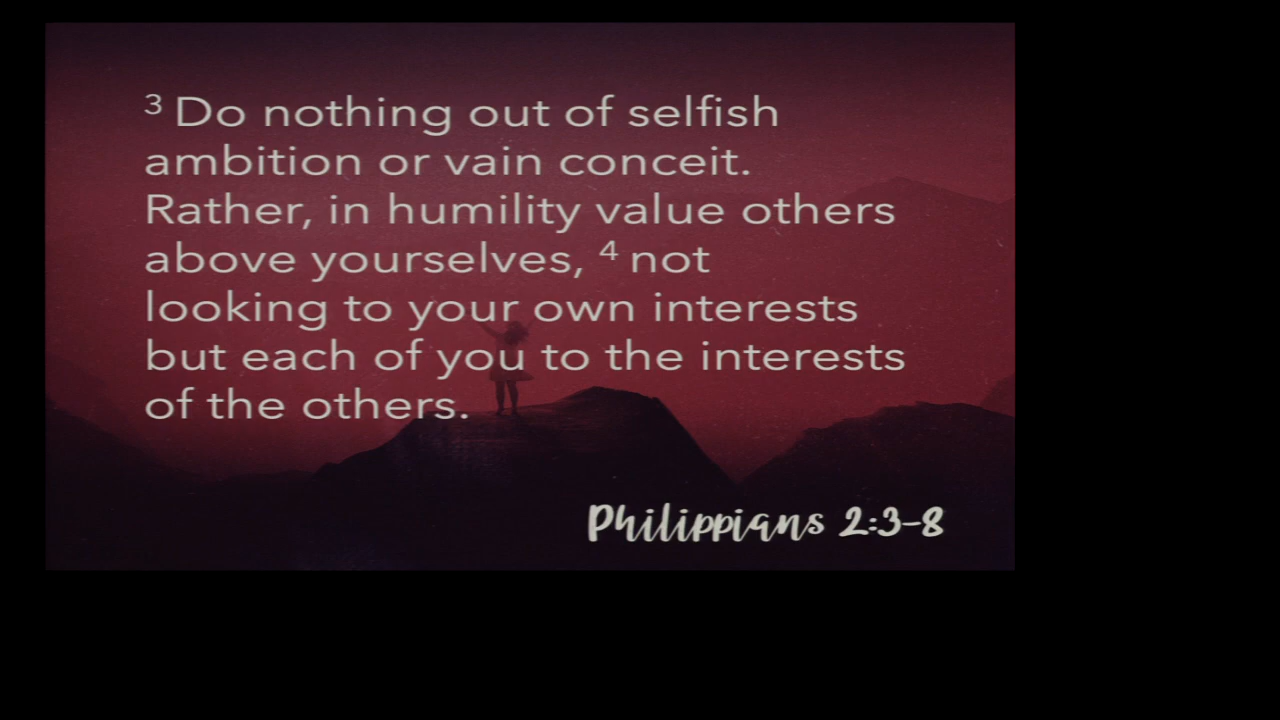 3 Do nothing out of selfish
ambition or vain conceit.
Rather, in humility value others
above yourselves, 4 not
looking to your own interests
but each of you to the interests
of the others.
Philippians 2:3-8